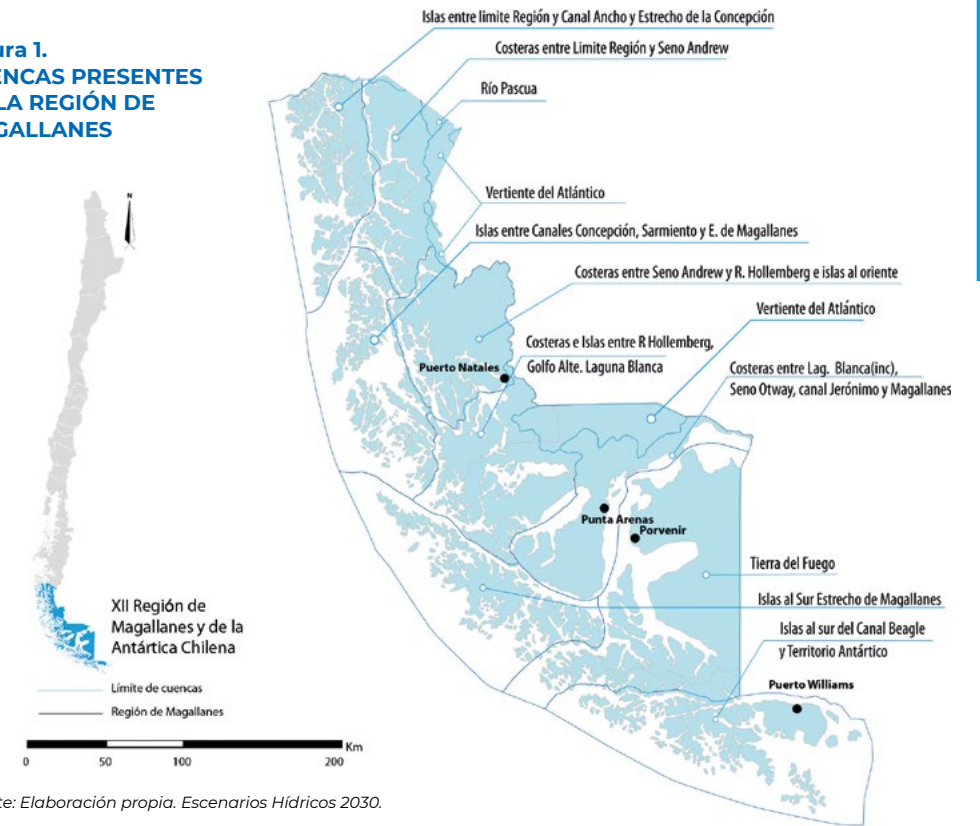 ura 1.
ENCAS PRESENTES
LA REGIÓN DE
GALLANES
Islas entre limite Región y Canal Ancho y Estrecho de la Concepción
Costeras entre Limite Región y Seno Andrew
Río Pascua
Vertiente del Atlántico
Islas entre Canales Concepción, Sarmiento y E. de Magallanes
Costeras entre Seno Andrew y R. Hollemberg e islas al oriente
Vertiente del Atlántico
Costeras e Islas entre R Hollemberg,
Golfo Alte. Laguna Blanca
Puerto Natales
Costeras entre Lag. Blanca(inc),
Seno Otway, canal Jerónimo y Magallanes
Punta Arenas
Porvenir
Tierra del Fuego
Islas al Sur Estrecho de Magallanes
Islas al sur del Canal Beagle
y Territorio Antártico
Puerto Williams
N
XII Región de
Magallanes y de la
Antártica Chilena
Límite de cuencas
Región de Magallanes
Km
0 50 100 200
te: Elaboración propia. Escenarios Hídricos 2030.